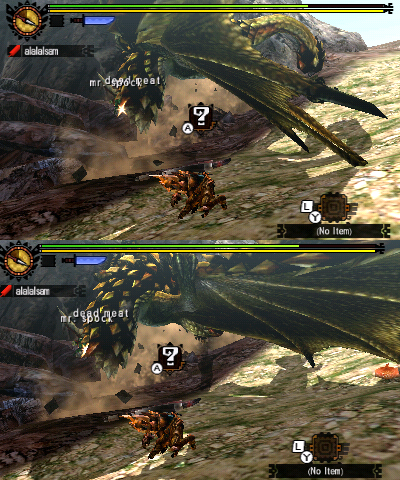 alalalsam
dead meat
mr. spock
?
A
L
Y
(No Item)
alalalsam
dead meat
mr. spock
?
A
L
Y
(No Item)